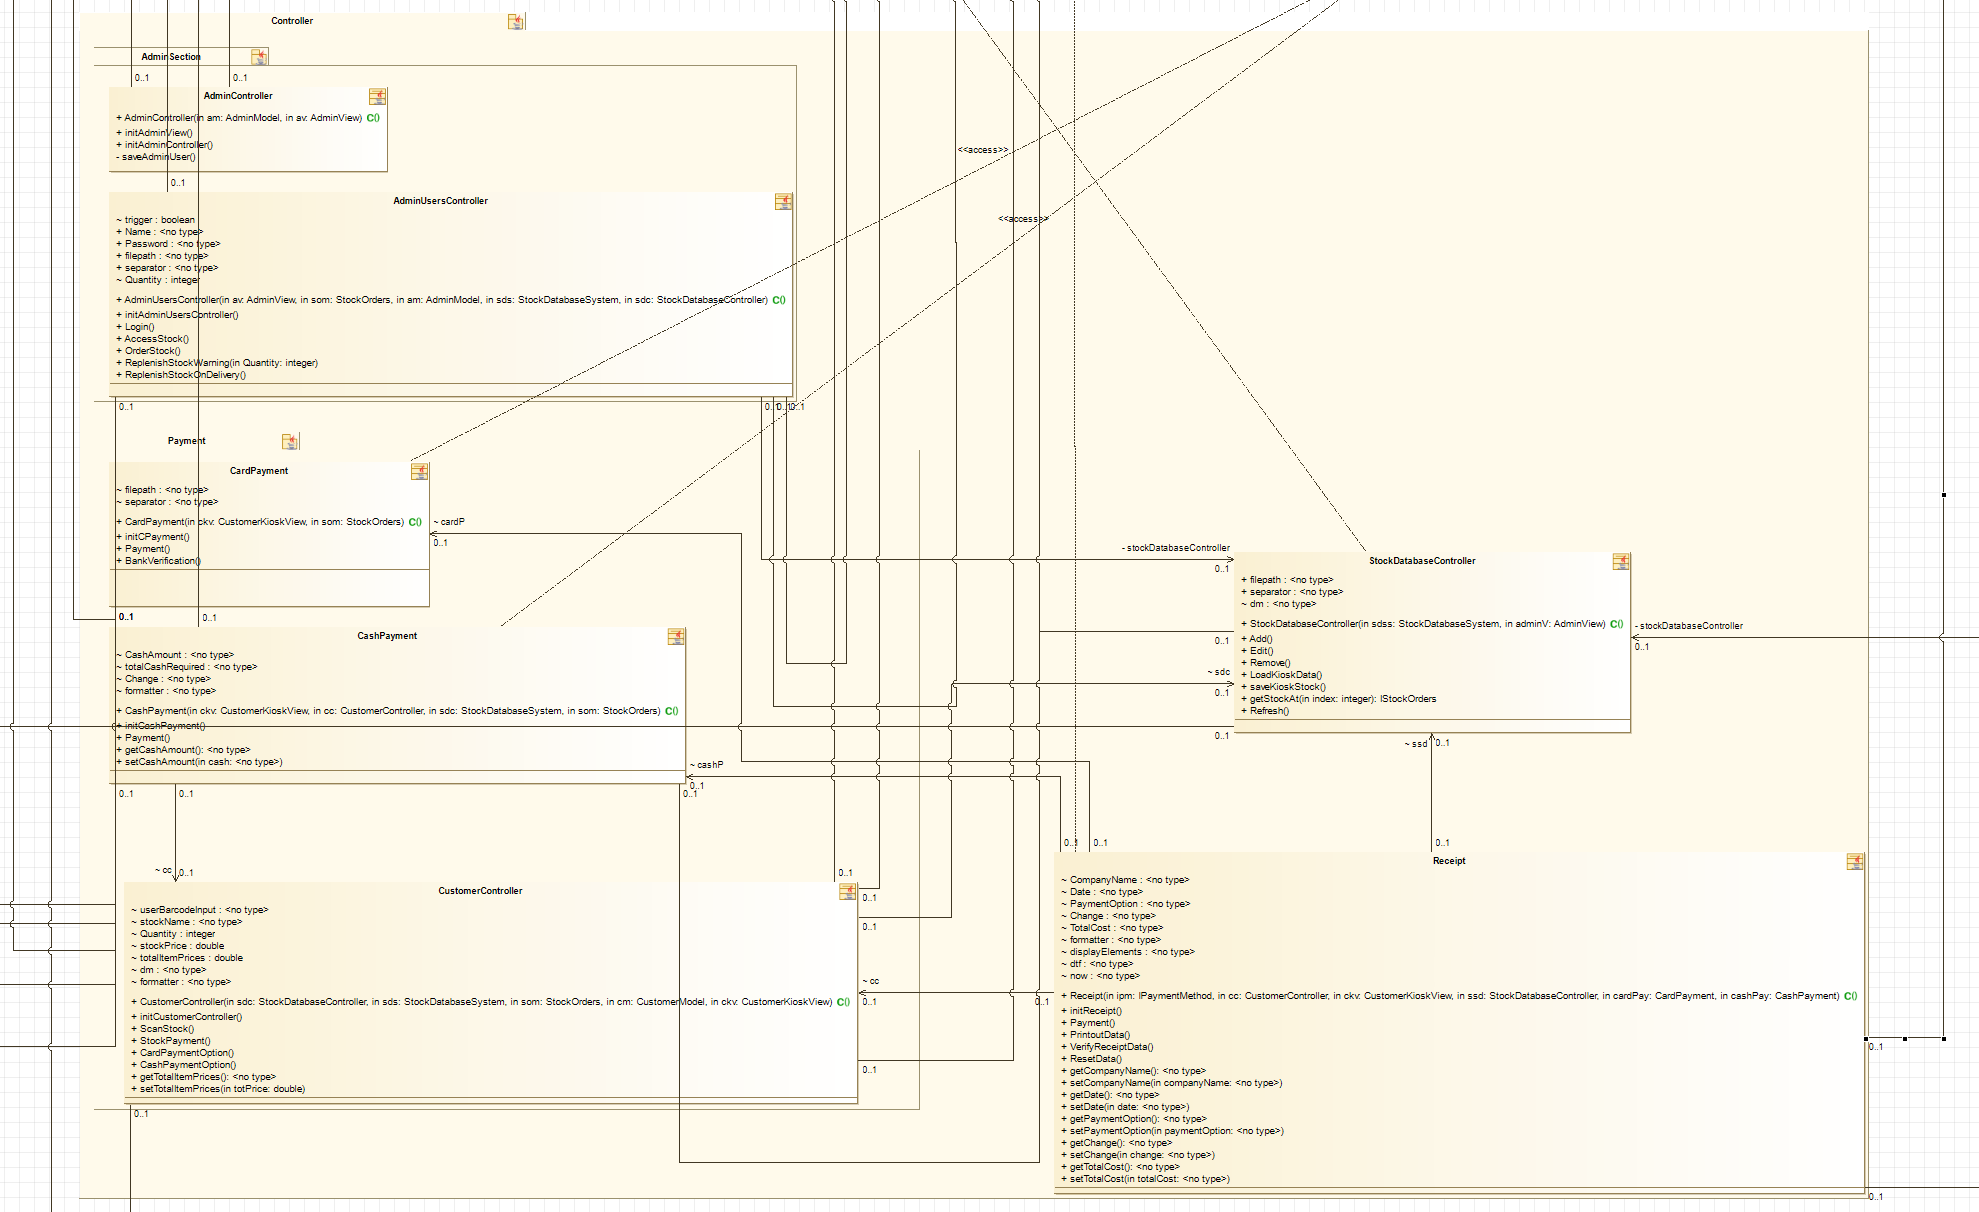 Controller
AdminSection
0..1
0..1
AdminController
+ AdminController(in am: AdminModel, in av: AdminView) C()
+ initAdminView()
+ initAdminController()
- saveAdminUser()
0..1
AdminUsersController
~ trigger : boolean
+ Name : <no type>
+ Password : <no type>
+ filepath : <no type>
+ separator : <no type>
~ Quantity : integer
+ AdminUsersController(in av: AdminView, in som: StockOrders, in am: AdminModel, in sds: StockDatabaseSystem, in sdc: StockDatabaseController) C()
+ initAdminUsersController()
+ Login()
+ AccessStock()
+ OrderStock()
+ ReplenishStockWarning(in Quantity: integer)
+ ReplenishStockOnDelivery()
0..1
0..1
0..1
0..1
<<access>>
<<access>>
Payment
CardPayment
~ filepath : <no type>
~ separator : <no type>
+ CardPayment(in ckv: CustomerKioskView, in som: StockOrders) C()
+ initCPayment()
+ Payment()
+ BankVerification()
~ cardP
0..1
0..1
0..1
CashPayment
~ CashAmount : <no type>
~ totalCashRequired : <no type>
~ Change : <no type>
~ formatter : <no type>
+ CashPayment(in ckv: CustomerKioskView, in cc: CustomerController, in sdc: StockDatabaseSystem, in som: StockOrders) C()
+ initCashPayment()
+ Payment()
+ getCashAmount(): <no type>
+ setCashAmount(in cash: <no type>)
~ cashP
0..1
0..1
0..1
0..1
- stockDatabaseController
0..1
StockDatabaseController
+ filepath : <no type>
+ separator : <no type>
~ dm : <no type>
+ StockDatabaseController(in sdss: StockDatabaseSystem, in adminV: AdminView) C()
+ Add()
+ Edit()
+ Remove()
+ LoadKioskData()
+ saveKioskStock()
+ getStockAt(in index: integer): IStockOrders
+ Refresh()
- stockDatabaseController
0..1
0..1
~ sdc
0..1
0..1
~ ssd
0..1
0..1
0..1
0..1
~ cc
0..1
0..1
CustomerController
~ userBarcodeInput : <no type>
~ stockName : <no type>
~ Quantity : integer
~ stockPrice : double
~ totalItemPrices : double
~ dm : <no type>
~ formatter : <no type>
+ CustomerController(in sdc: StockDatabaseController, in sds: StockDatabaseSystem, in som: StockOrders, in cm: CustomerModel, in ckv: CustomerKioskView) C()
+ initCustomerController()
+ ScanStock()
+ StockPayment()
+ CardPaymentOption()
+ CashPaymentOption()
+ getTotalItemPrices(): <no type>
+ setTotalItemPrices(in totPrice: double)
0..1
0..1
~ cc
0..1
0..1
0..1
0..1
Receipt
~ CompanyName : <no type>
~ Date : <no type>
~ PaymentOption : <no type>
~ Change : <no type>
~ TotalCost : <no type>
~ formatter : <no type>
~ displayElements : <no type>
~ dtf : <no type>
~ now : <no type>
+ Receipt(in ipm: IPaymentMethod, in cc: CustomerController, in ckv: CustomerKioskView, in ssd: StockDatabaseController, in cardPay: CardPayment, in cashPay: CashPayment) C()
+ initReceipt()
+ Payment()
+ PrintoutData()
+ VerifyReceiptData()
+ ResetData()
+ getCompanyName(): <no type>
+ setCompanyName(in companyName: <no type>)
+ getDate(): <no type>
+ setDate(in date: <no type>)
+ getPaymentOption(): <no type>
+ setPaymentOption(in paymentOption: <no type>)
+ getChange(): <no type>
+ setChange(in change: <no type>)
+ getTotalCost(): <no type>
+ setTotalCost(in totalCost: <no type>)
0..1
0..1